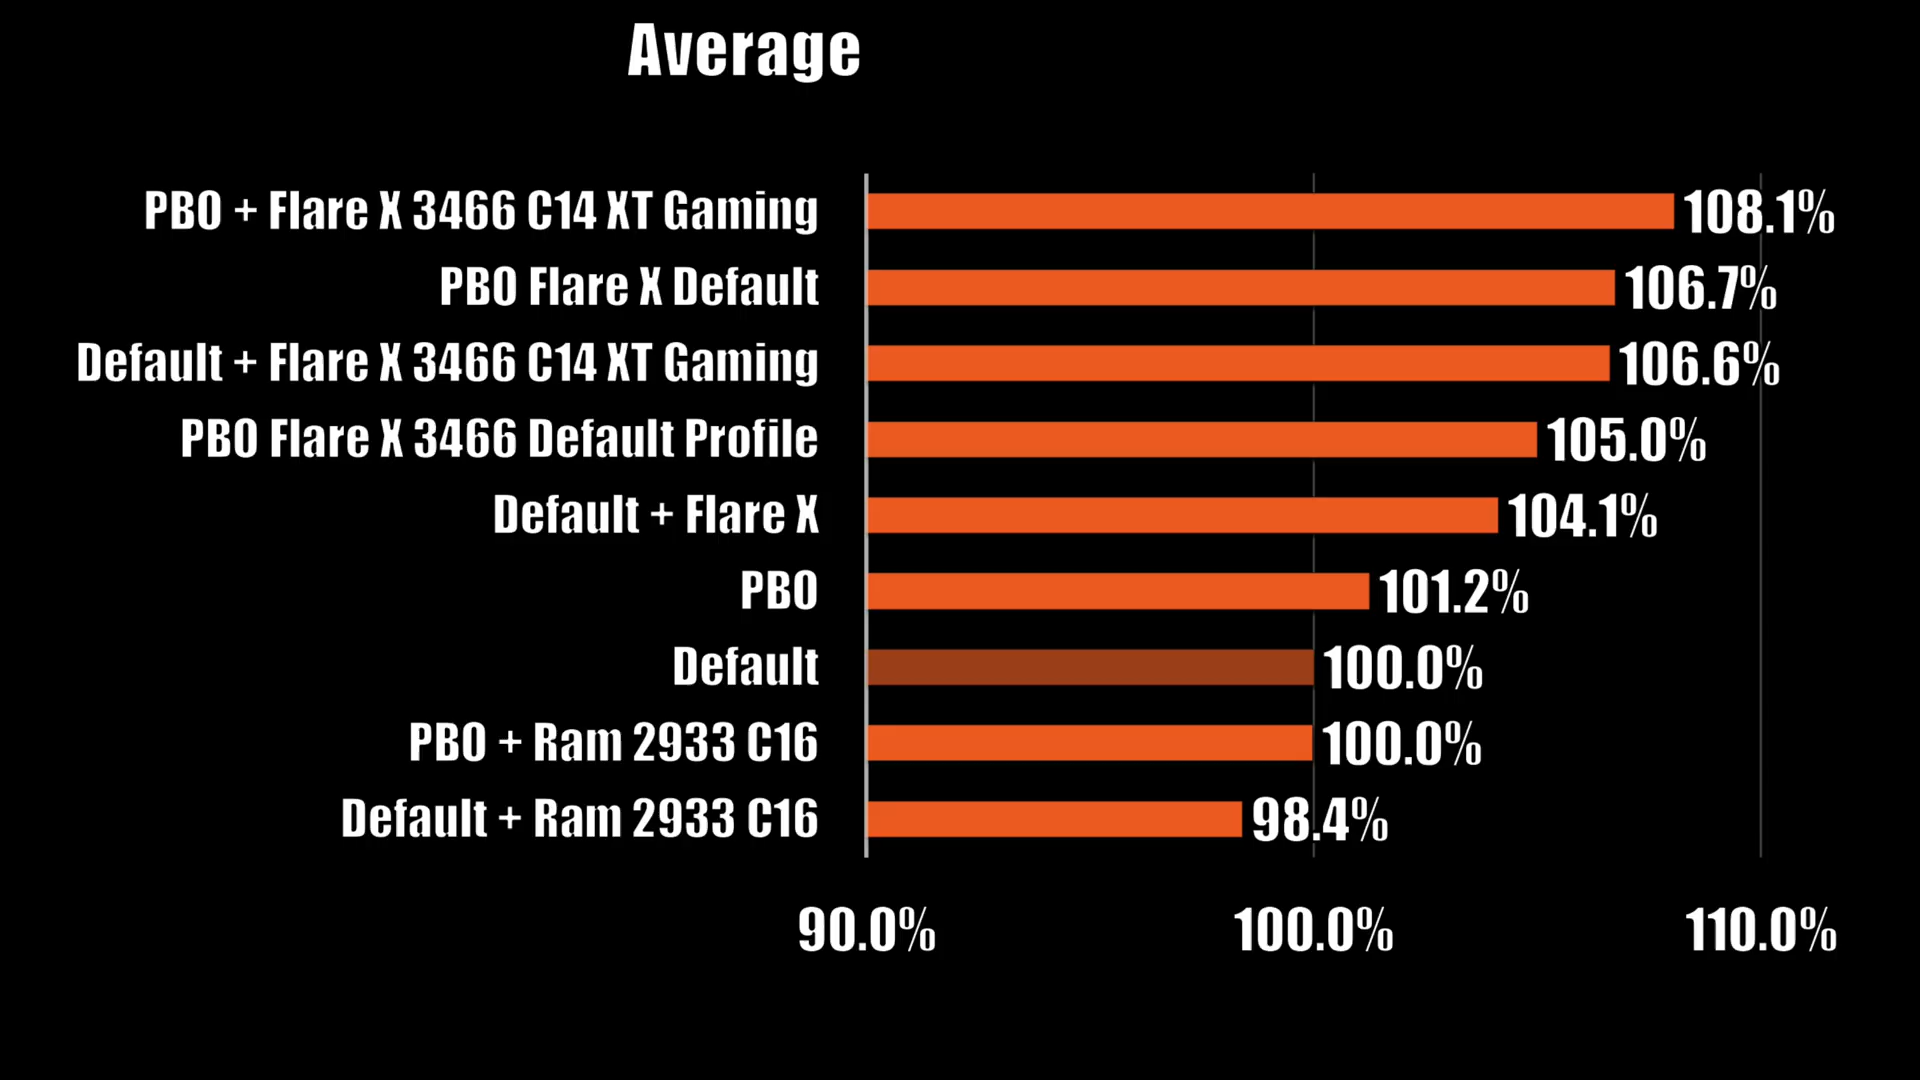 Average
PBO + Flare X 3466 C14 XT Gaming 108.1%
PBO Flare X Default 106.7%
Default + Flare X 3466 C14 XT Gaming 106.6%
PBO Flare X 3466 Default Profile 105.0%
Default + Flare X 104.1%
PBO 101.2%
Default 100.0%
PBO + Ram 2933 C16 100.0%
Default + Ram 2933 C16 98.4%
90.0% 100.0% 110.0%